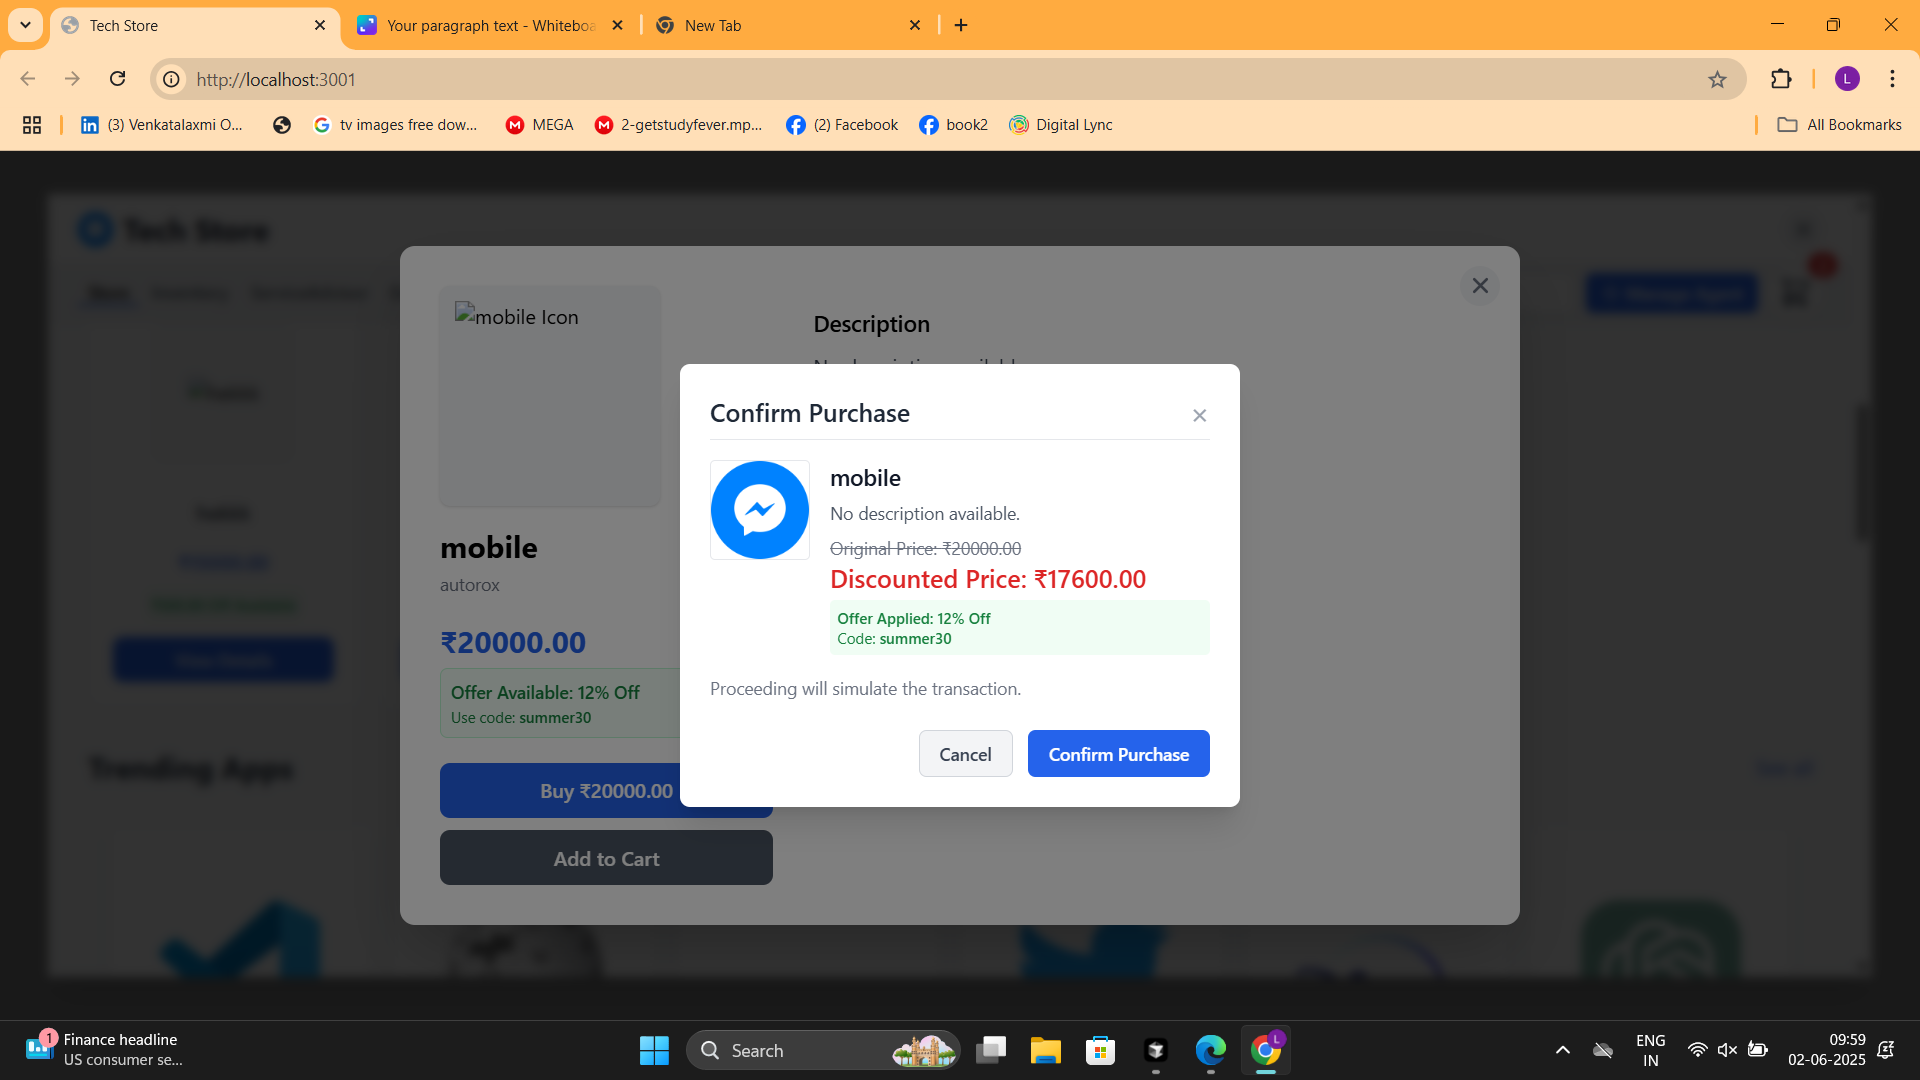 Tech Store
Your paragraph text - Whiteboa
New Tab
http://localhost:3001
L
(3) Venkatalaxmi O...
tv images free dow...
MEGA
2-getstudyfever.mp...
(2) Facebook
book2
Digital Lync
All Bookmarks
Tech Store
mobile Icon
Description
mobile
autorox
₹20000.00
Offer Available: 12% Off
Use code: summer30
Buy ₹20000.00
Add to Cart
Confirm Purchase
mobile
No description available.
Original Price: ₹20000.00
Discounted Price: ₹17600.00
Offer Applied: 12% Off
Code: summer30
Proceeding will simulate the transaction.
Cancel
Confirm Purchase
Trending Apps
1
Finance headline
US consumer se...
Search
L
ENG
IN
09:59
02-06-2025